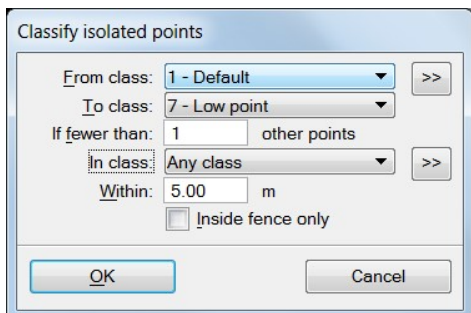 Classify isolated points
From class: 1 - Default >>
To class: 7 - Low point
If fewer than: 1 other points
In class: Any class >>
Within: 5.00 m
Inside fence only
OK Cancel